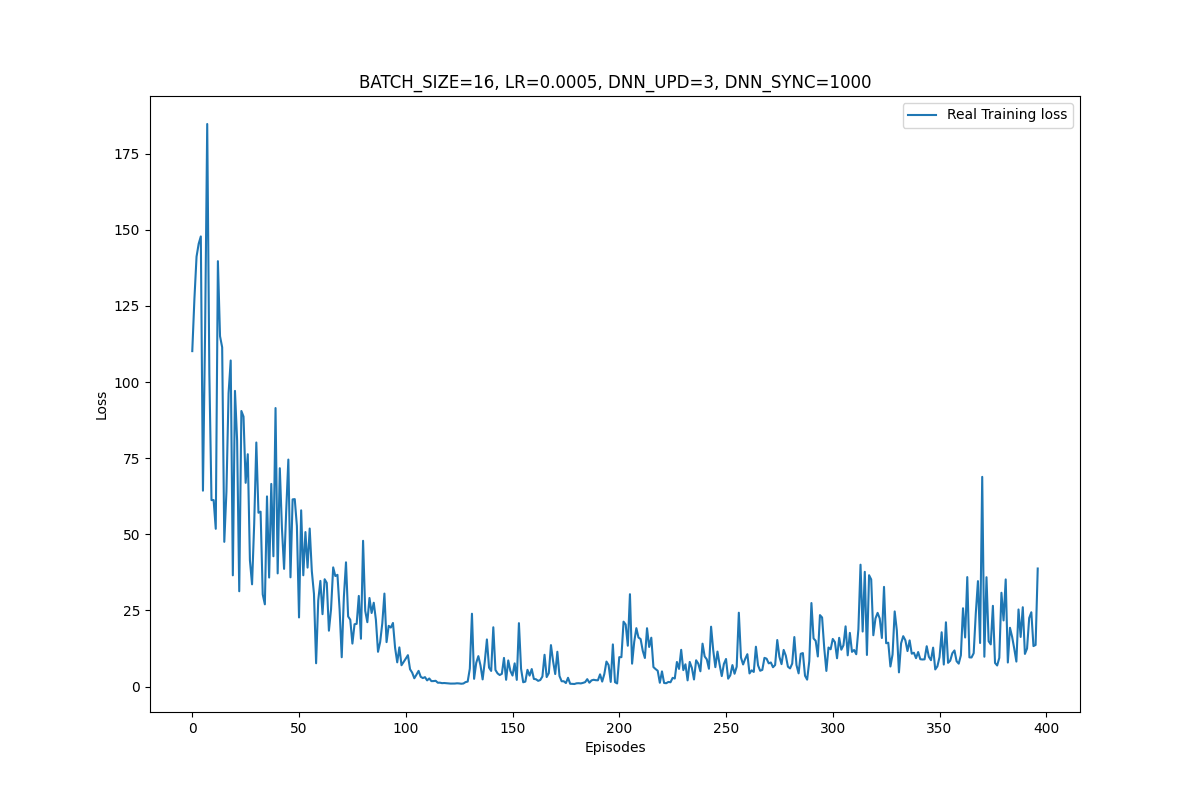 BATCH_SIZE=16, LR=0.0005, DNN_UPD=3, DNN_SYNC=1000
Real Training loss
175
150
125
100
75
50
25
0
Loss
0 50 100 150 200 250 300 350 400
Episodes